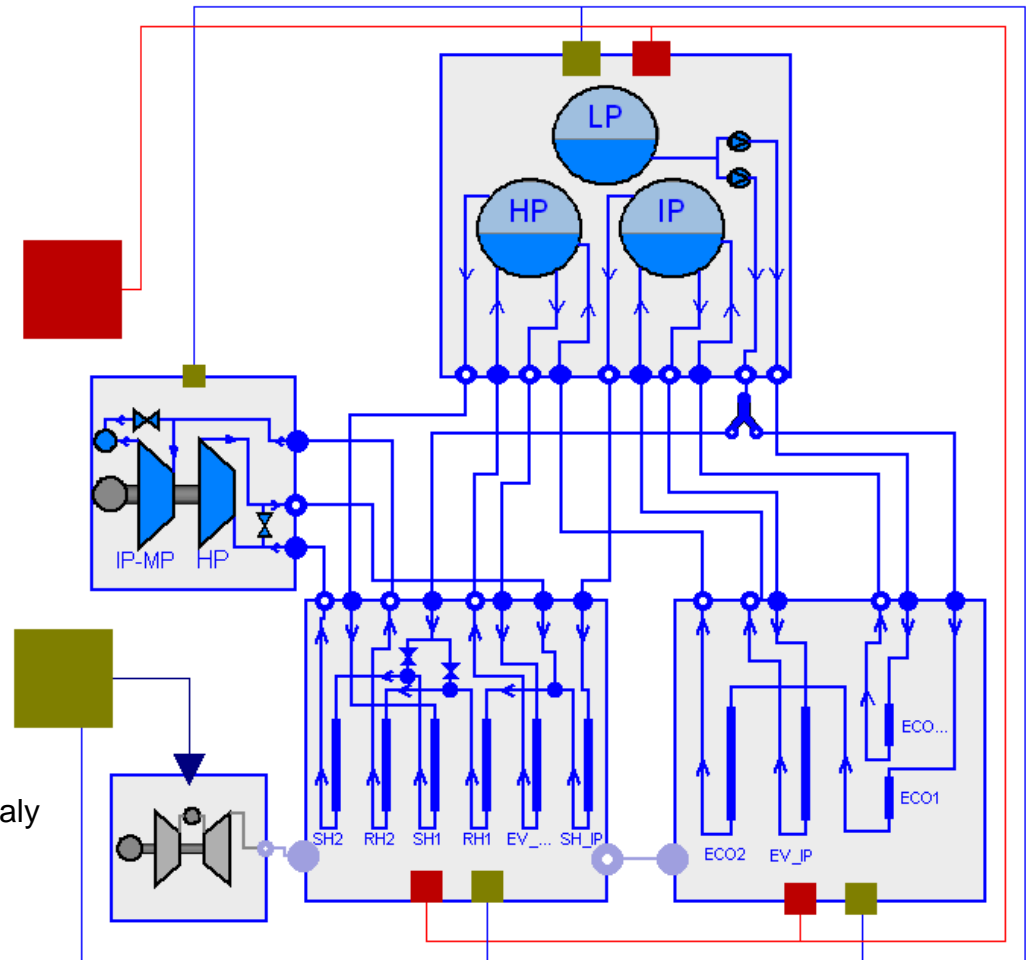 LP
HP
IP
IP-MP
HP
aly
SH2
RH2
SH1
RH1
EV_...
SH_IP
ECO...
ECO1
ECO2
EV_IP